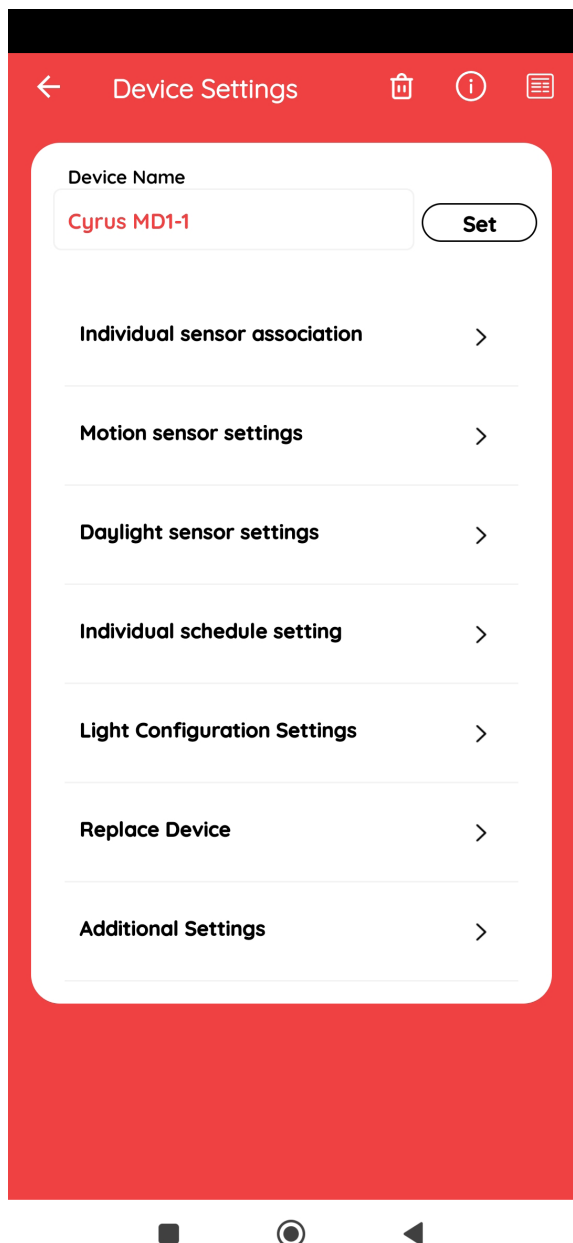 Device Settings
Device Name
Cyrus MD1-1
Set
Individual sensor association
Motion sensor settings
Daylight sensor settings
Individual schedule setting
Light Configuration Settings
Replace Device
Additional Settings